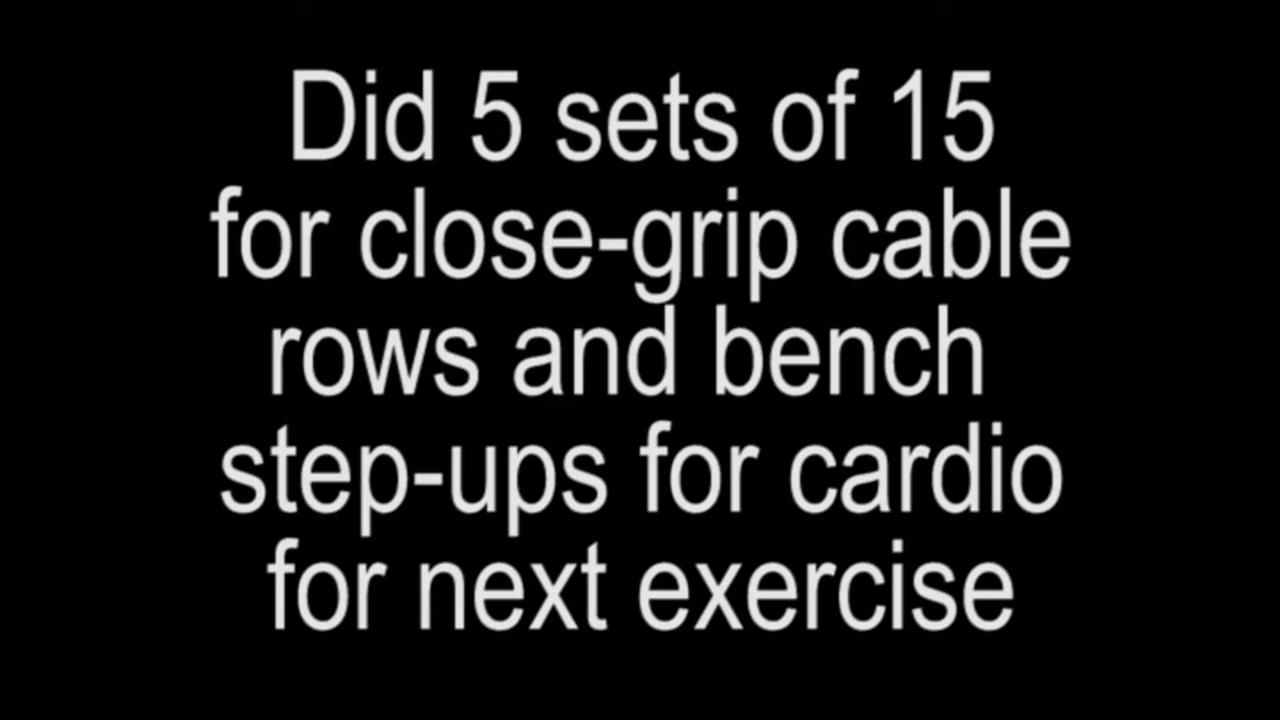 Did 5 sets of 15
for close-grip cable
rows and bench
step-ups for cardio
for next exercise